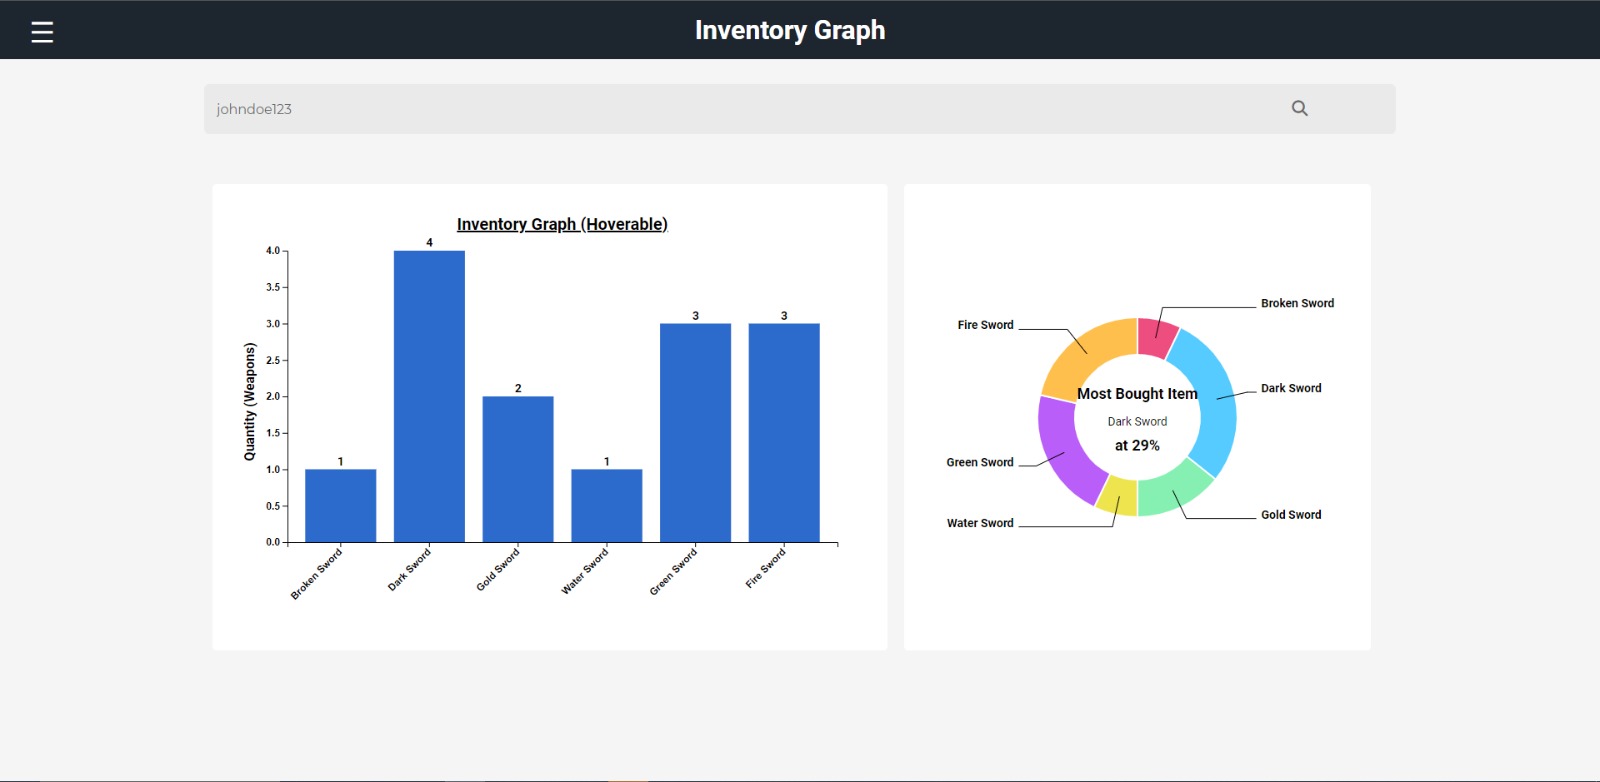 Inventory Graph
johndoe123
Inventory Graph (Hoverable)
Quantity (Weapons)
4.0
3.5
3.0
2.5
2.0
1.5
1.0
0.5
0.0
1
4
2
1
3
3
Broken Sword
Dark Sword
Gold Sword
Water Sword
Green Sword
Fire Sword
Broken Sword
Fire Sword
Dark Sword
Most Bought Item
Dark Sword
at 29%
Green Sword
Gold Sword
Water Sword